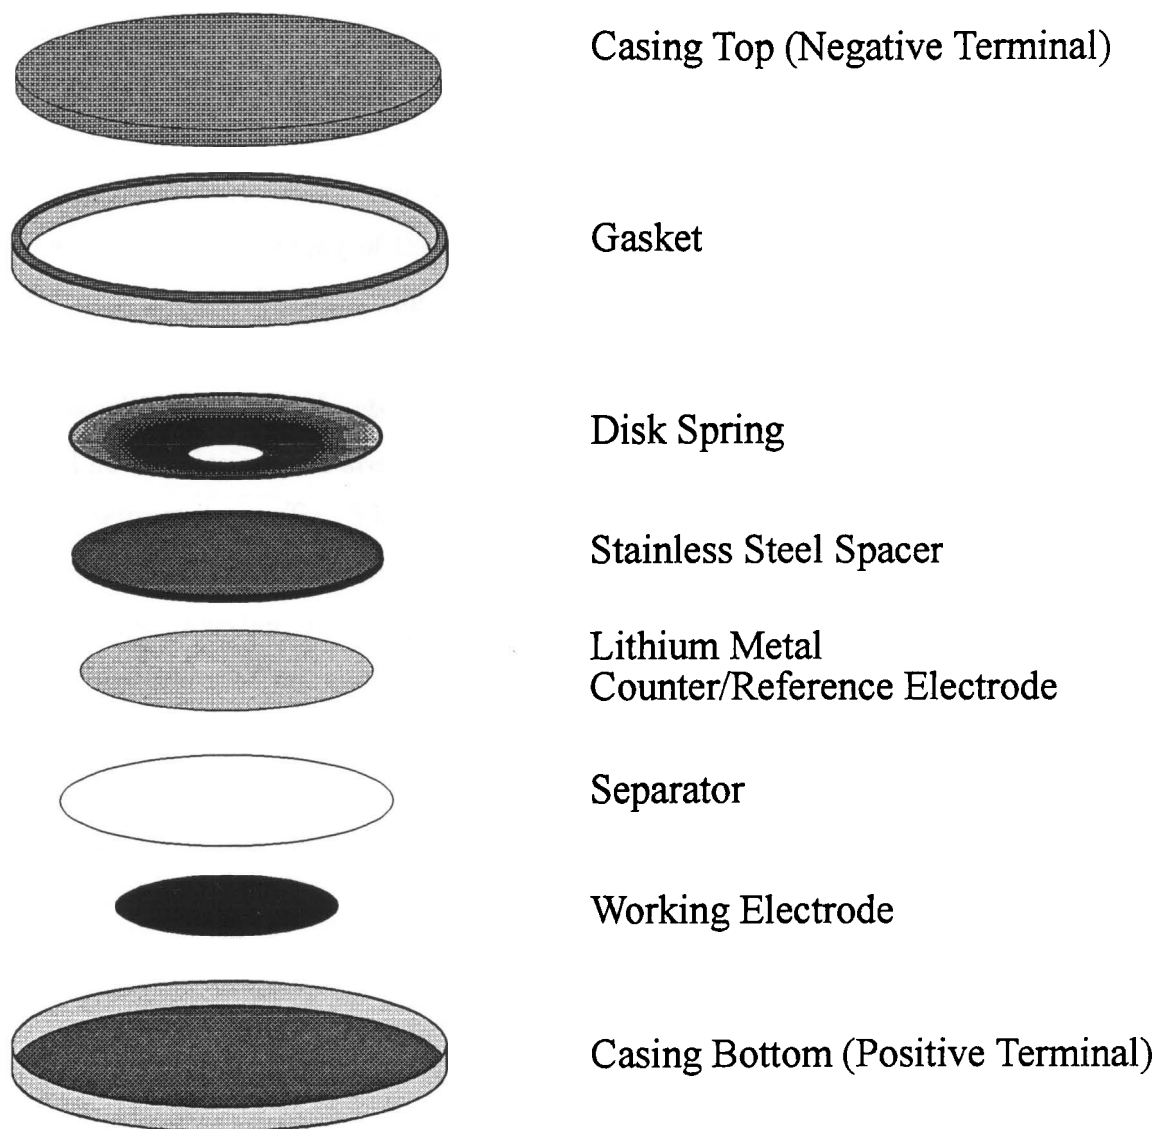 Casing Top (Negative Terminal)
Gasket
Disk Spring
Stainless Steel Spacer
Lithium Metal
Counter/Reference Electrode
Separator
Working Electrode
Casing Bottom (Positive Terminal)